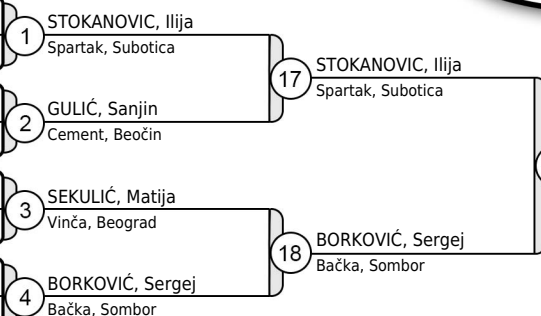 1
STOKANOVIC, Ilija
Spartak, Subotica
2
GULIĆ, Sanjin
Cement, Beočin
17
STOKANOVIC, Ilija
Spartak, Subotica
3
SEKULIĆ, Matija
Vinča, Beograd
4
BORKOVIĆ, Sergej
Bačka, Sombor
18
BORKOVIĆ, Sergej
Bačka, Sombor